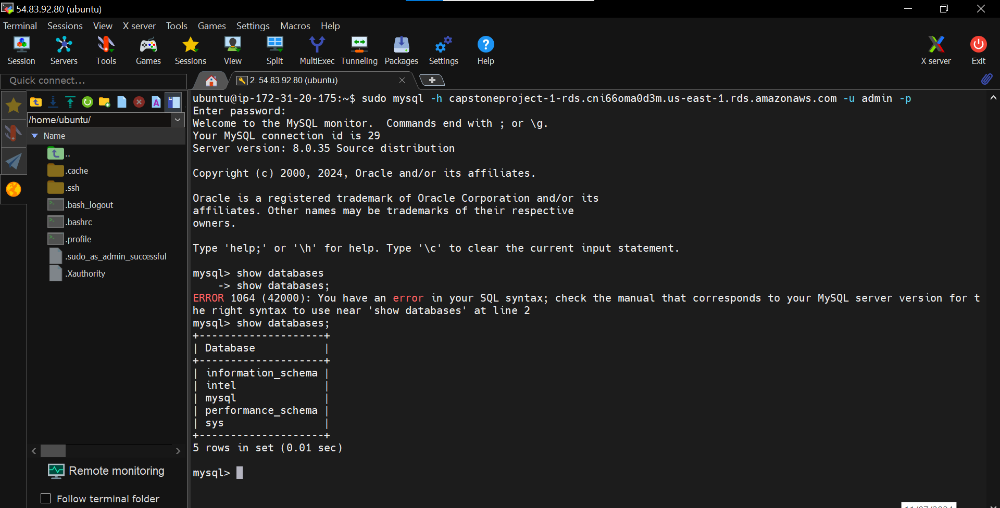 54.83.92.80 (ubuntu)
Terminal Sessions View X server Tools Games Settings Macros Help
Session Servers Tools Games Sessions View Split MultiExec Tunneling Packages Settings Help X server Exit
Quick connect...
2. 54.83.92.80 (ubuntu)
/home/ubuntu/
Name
..
.cache
.ssh
.bash_logout
.bashrc
.profile
.sudo_as_admin_successful
.Xauthority
Remote monitoring
Follow terminal folder
ubuntu@ip-172-31-20-175:~$ sudo mysql -h capstoneproject-1-rds.cni66oma0d3m.us-east-1.rds.amazonaws.com -u admin -p
Enter password:
Welcome to the MySQL monitor.  Commands end with ; or \g.
Your MySQL connection id is 29
Server version: 8.0.35 Source distribution
Copyright (c) 2000, 2024, Oracle and/or its affiliates.
Oracle is a registered trademark of Oracle Corporation and/or its
affiliates. Other names may be trademarks of their respective
owners.
Type 'help;' or '\h' for help. Type '\c' to clear the current input statement.
mysql> show databases
    -> show databases;
ERROR 1064 (42000): You have an error in your SQL syntax; check the manual that corresponds to your MySQL server version for t
he right syntax to use near 'show databases' at line 2
mysql> show databases;
+--------------------+
| Database           |
+--------------------+
| information_schema |
| intel              |
| mysql              |
| performance_schema |
| sys                |
+--------------------+
5 rows in set (0.01 sec)
mysql>